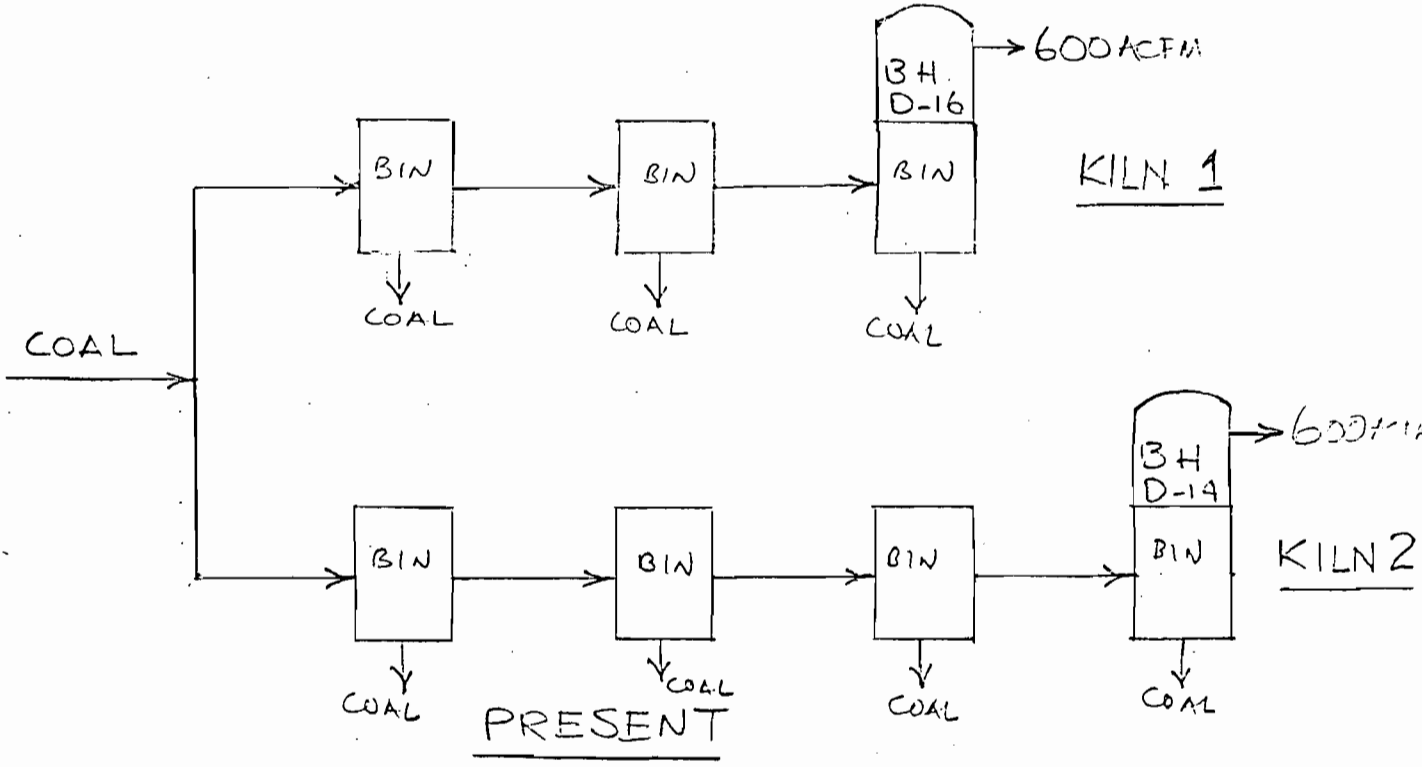 600 ACFM
BH
D-16
BIN
BIN
BIN
KILN 1
COAL
COAL
COAL
COAL
BH
D-14
BIN
BIN
BIN
BIN
KILN 2
COAL
COAL
COAL
COAL
PRESENT